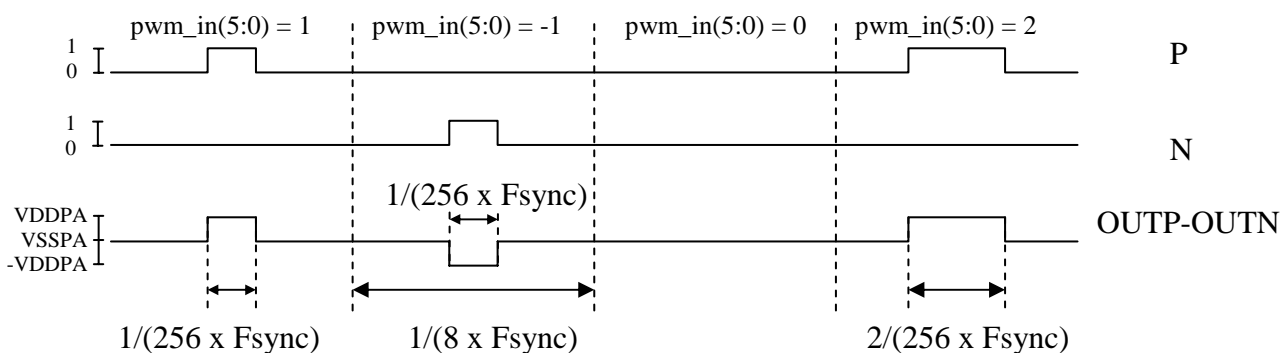 pwm_in(5:0) = 1 pwm_in(5:0) = -1 pwm_in(5:0) = 0 pwm_in(5:0) = 2
1
0
P
1
0
N
1/(256 x Fsync)
VDDPA
VSSPA
-VDDPA
OUTP-OUTN
1/(256 x Fsync) 1/(8 x Fsync) 2/(256 x Fsync)